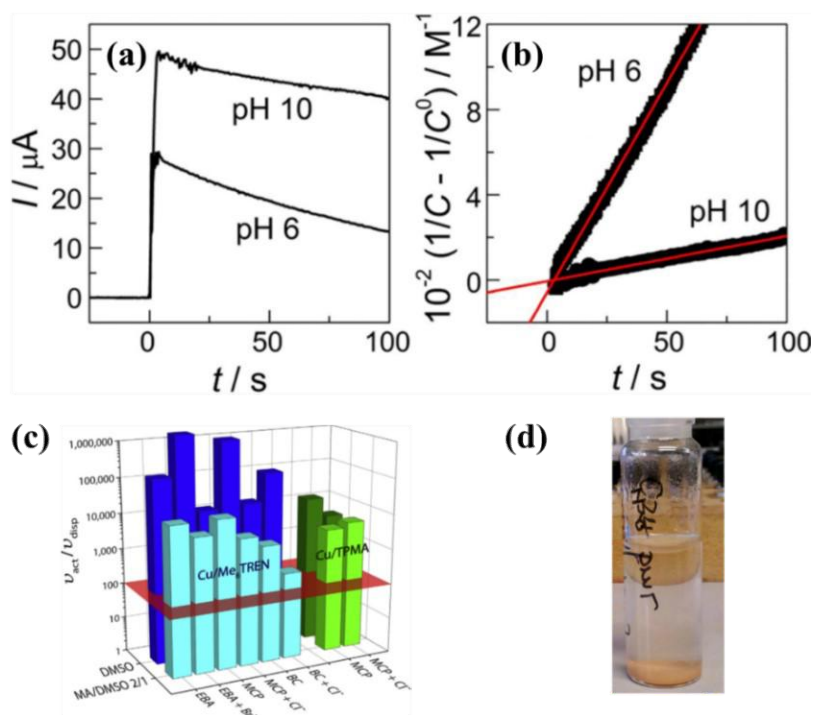 (a)
50
40
30
20
10
0
I / µA
pH 10
pH 6
0
50
100
t / s
(b)
12
8
4
0
10⁻² (1/C - 1/C⁰) / M⁻¹
pH 6
pH 10
0
50
100
t / s
(c)
1,000,000
100,000
10,000
1,000
100
10
1
υact/υdisp
Cu/Me₆TREN
Cu/TPMA
DMSO
MA/DMSO 2/1
EBA
EBA + Br⁻
MCP
MCP + Cl⁻
BC
BC + Cl⁻
MCP
MCP + Cl⁻
(d)